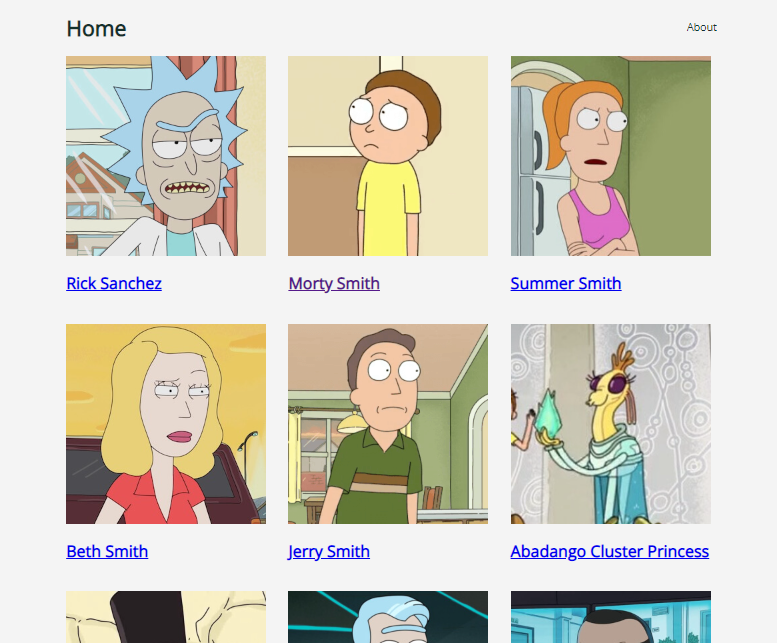 Home
About
Rick Sanchez
Morty Smith
Summer Smith
Beth Smith
Jerry Smith
Abadango Cluster Princess